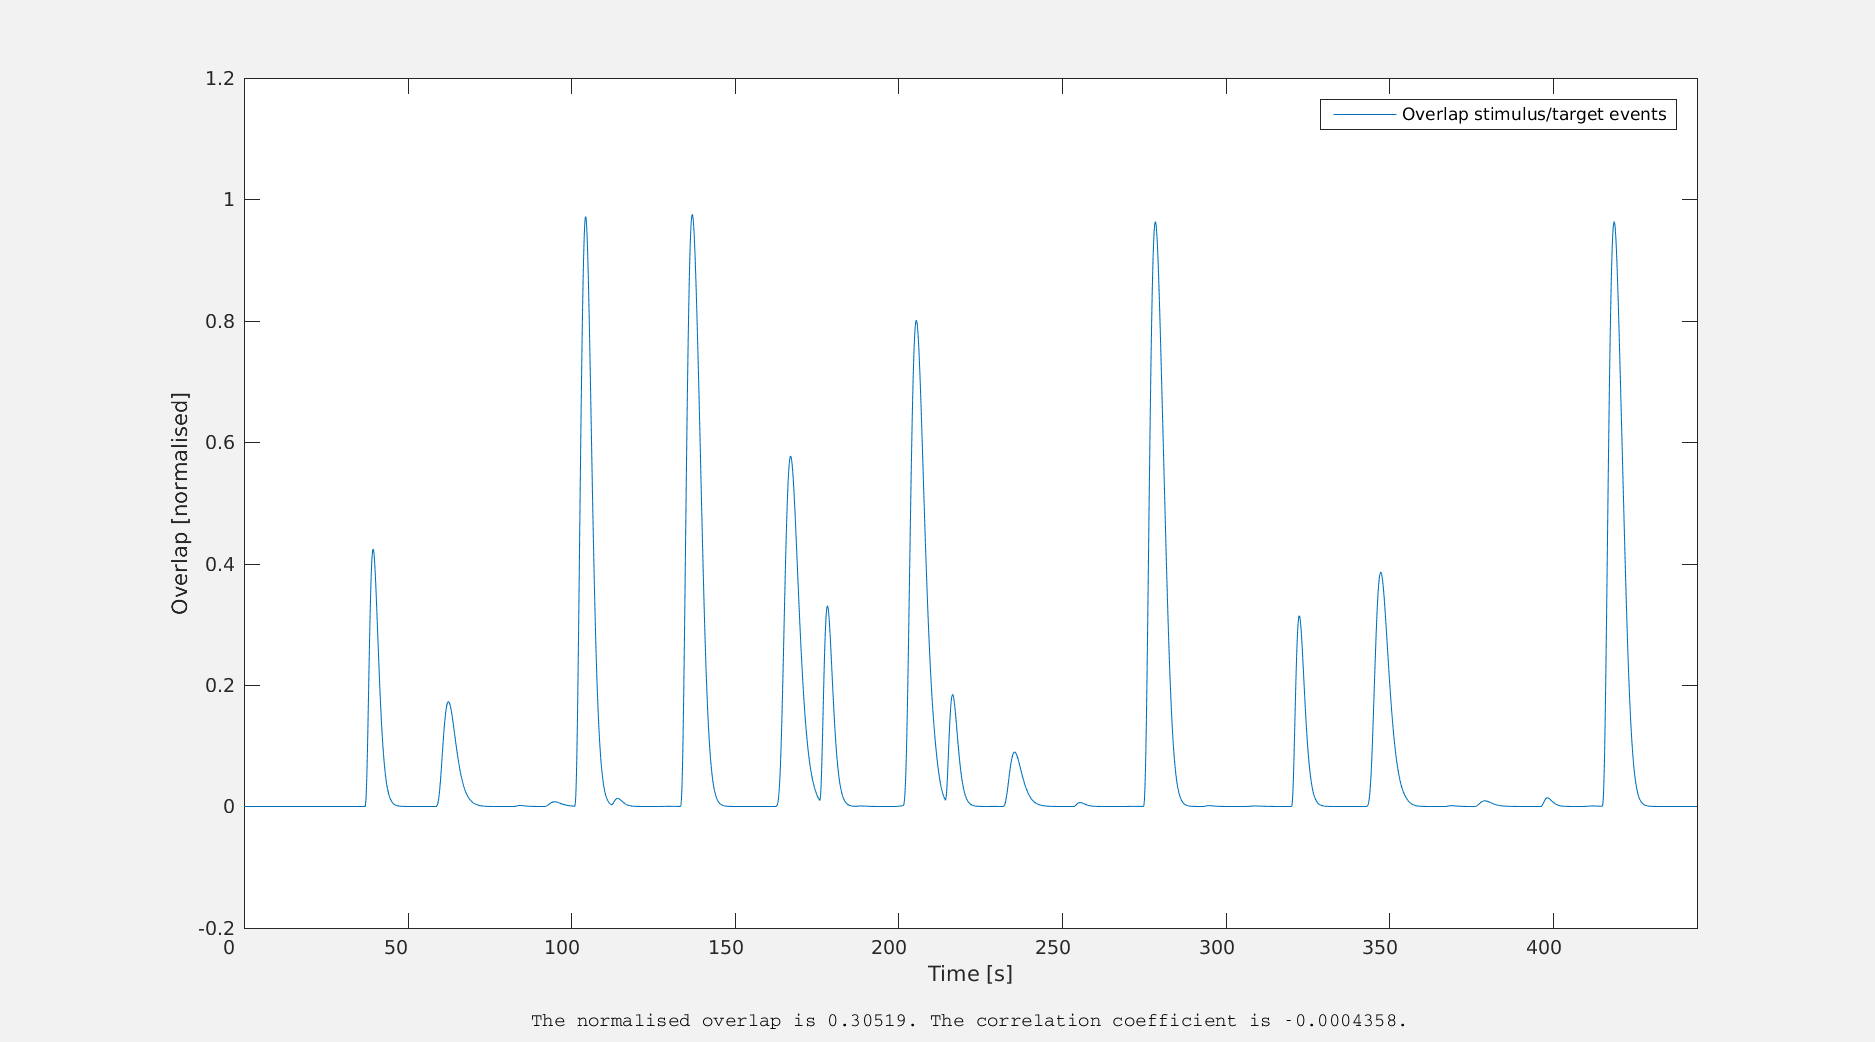 1.2
Overlap stimulus/target events
1
0.8
0.6
0.4
0.2
0
-0.2
Overlap [normalised]
0 50 100 150 200 250 300 350 400
Time [s]
The normalised overlap is 0.30519. The correlation coefficient is -0.0004358.